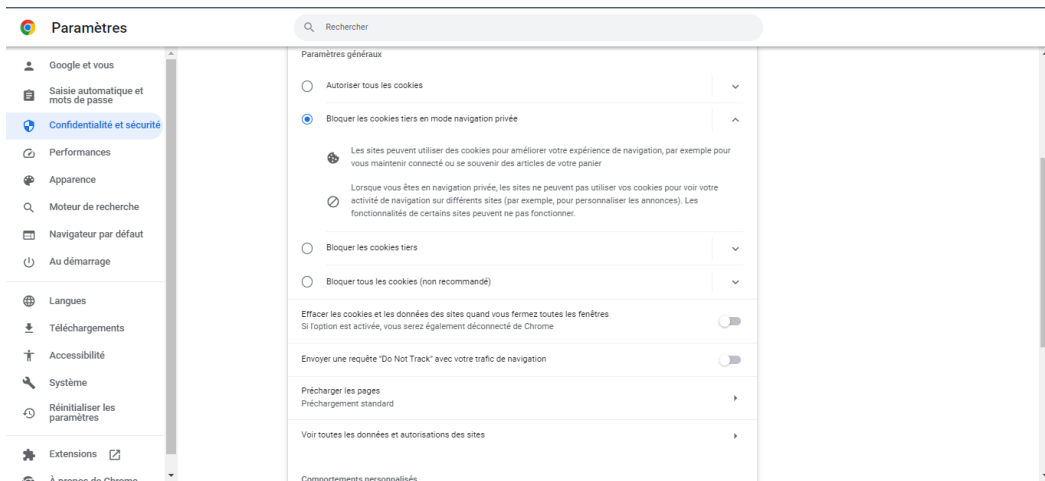 Paramètres
Rechercher
Google et vous
Saisie automatique et
mots de passe
Confidentialité et sécurité
Performances
Apparence
Moteur de recherche
Navigateur par défaut
Au démarrage
Langues
Téléchargements
Accessibilité
Système
Réinitialiser les
paramètres
Extensions
À propos de Chrome
Paramètres généraux
Autoriser tous les cookies
Bloquer les cookies tiers en mode navigation privée
Les sites peuvent utiliser des cookies pour améliorer votre expérience de navigation, par exemple pour
vous maintenir connecté ou se souvenir des articles de votre panier
Lorsque vous êtes en navigation privée, les sites ne peuvent pas utiliser vos cookies pour voir votre
activité de navigation sur différents sites (par exemple, pour personnaliser les annonces). Les
fonctionnalités de certains sites peuvent ne pas fonctionner.
Bloquer les cookies tiers
Bloquer tous les cookies (non recommandé)
Effacer les cookies et les données des sites quand vous fermez toutes les fenêtres
Si l'option est activée, vous serez également déconnecté de Chrome
Envoyer une requête "Do Not Track" avec votre trafic de navigation
Précharger les pages
Préchargement standard
Voir toutes les données et autorisations des sites
Comportements personnalisés